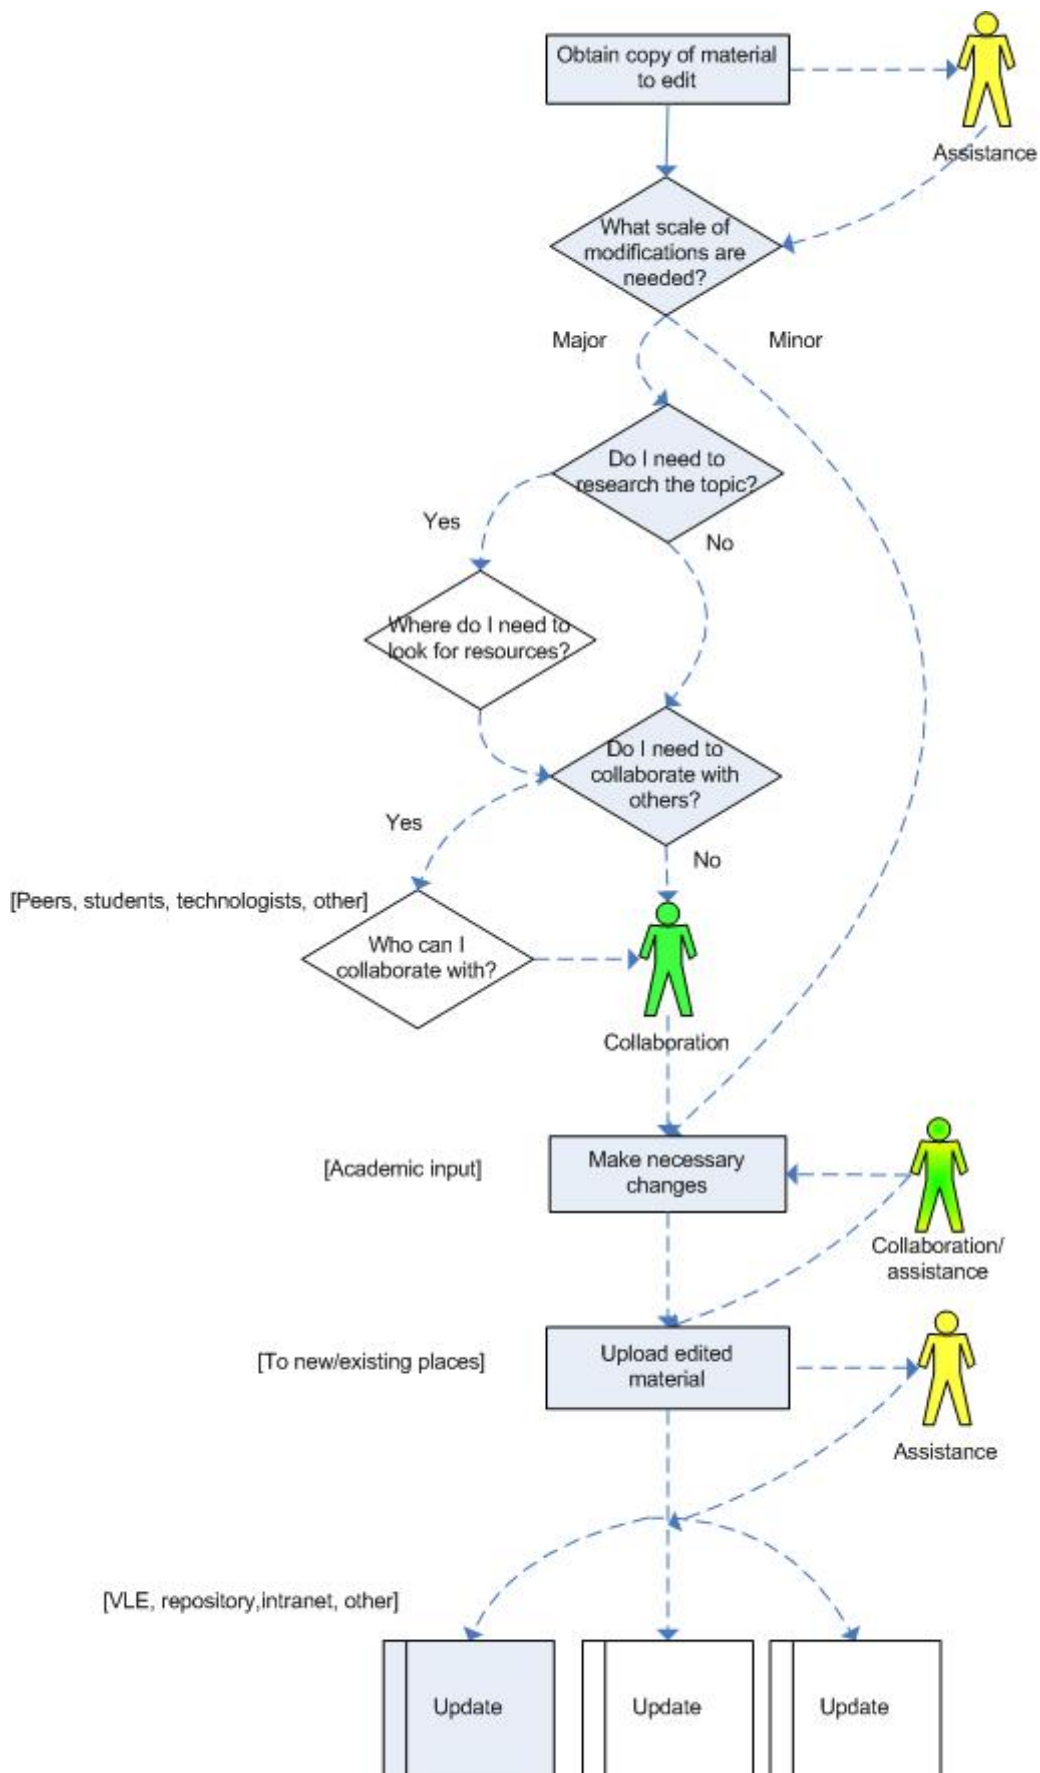 Obtain copy of material
to edit
Assistance
What scale of
modifications are
needed?
Major
Minor
Do I need to
research the topic?
Yes
No
Where do I need to
look for resources?
Do I need to
collaborate with
others?
Yes
No
[Peers, students, technologists, other]
Who can I
collaborate with?
Collaboration
[Academic input]
Make necessary
changes
Collaboration/
assistance
[To new/existing places]
Upload edited
material
Assistance
[VLE, repository,intranet, other]
Update
Update
Update